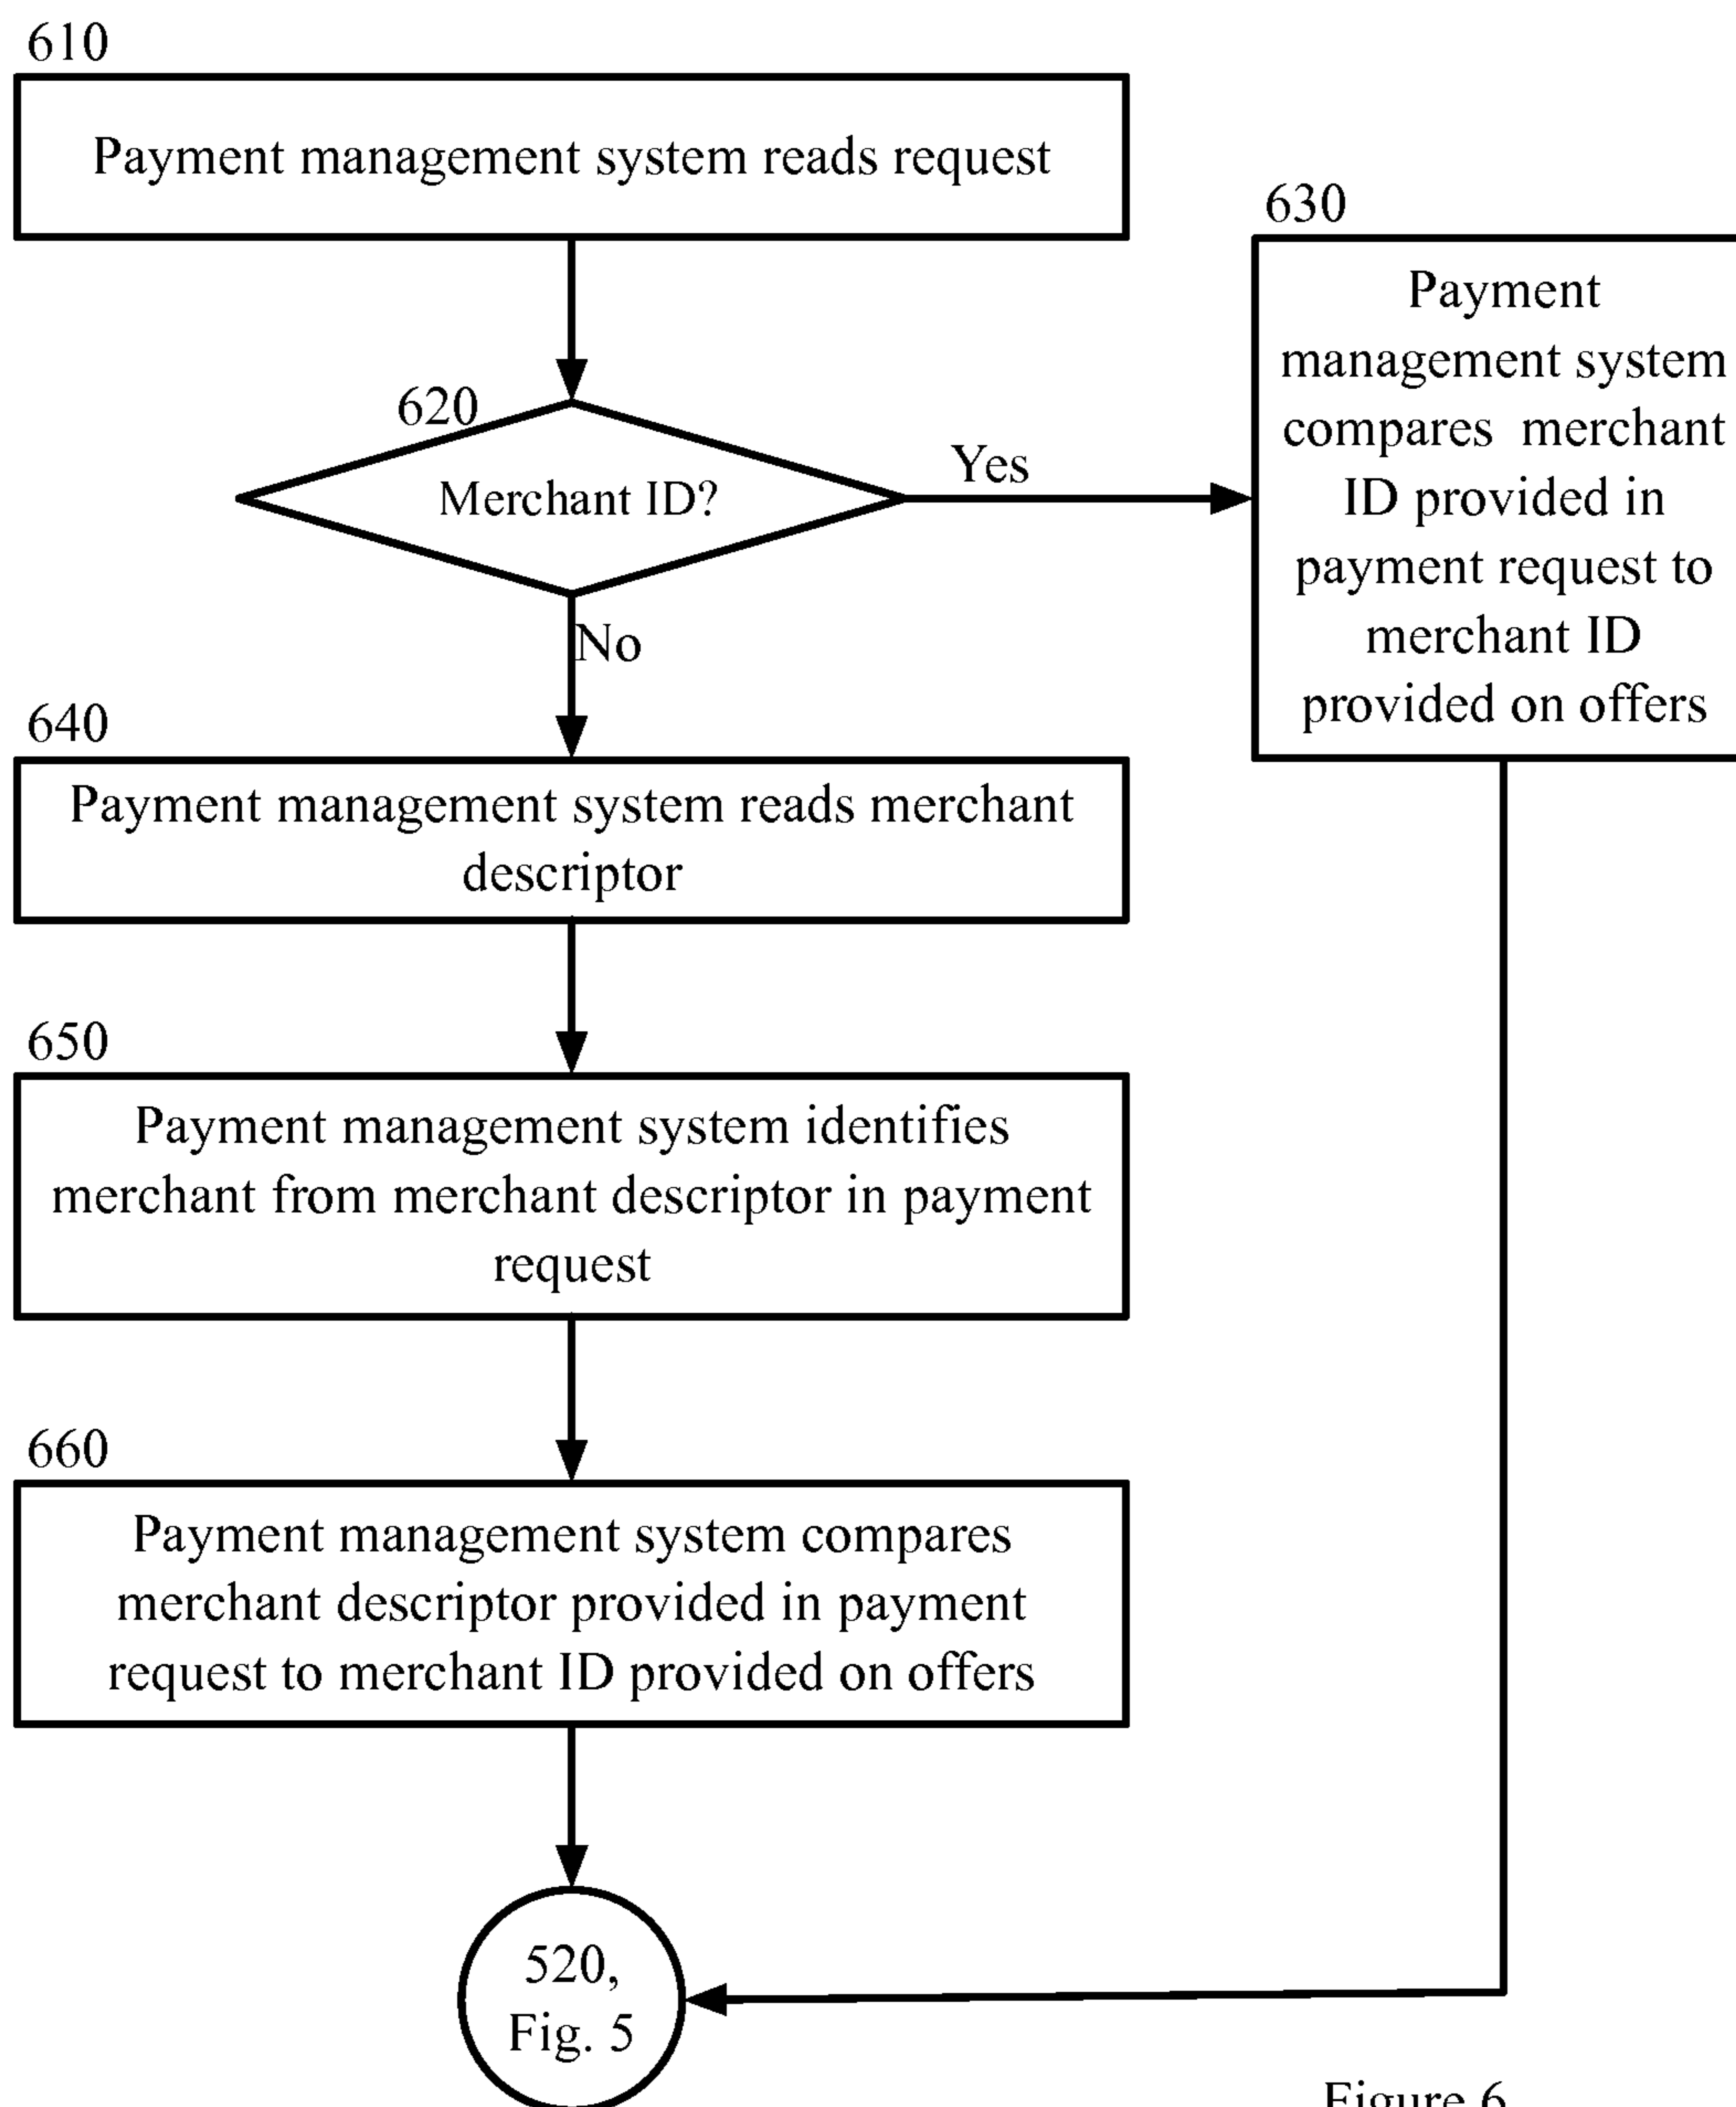 610
Payment management system reads request
620
Merchant ID?
Yes
No
630
Payment
management system
compares merchant
ID provided in
payment request to
merchant ID
provided on offers
640
Payment management system reads merchant
descriptor
650
Payment management system identifies
merchant from merchant descriptor in payment
request
660
Payment management system compares
merchant descriptor provided in payment
request to merchant ID provided on offers
520,
Fig. 5
Figure 6